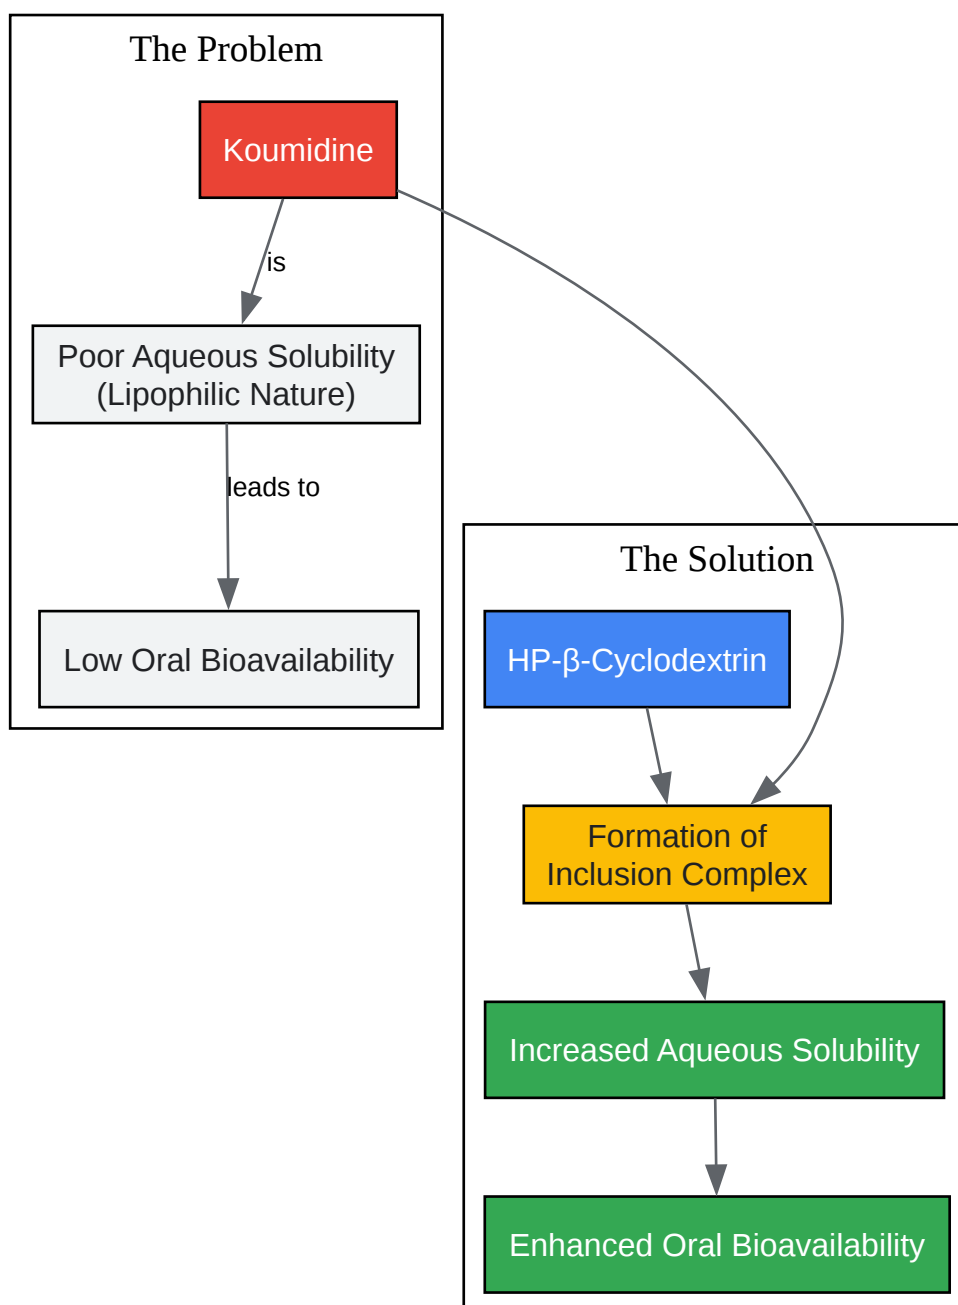 The Problem
Koumidine
is
Poor Aqueous Solubility
(Lipophilic Nature)
leads to
Low Oral Bioavailability
The Solution
HP-β-Cyclodextrin
Formation of
Inclusion Complex
Increased Aqueous Solubility
Enhanced Oral Bioavailability